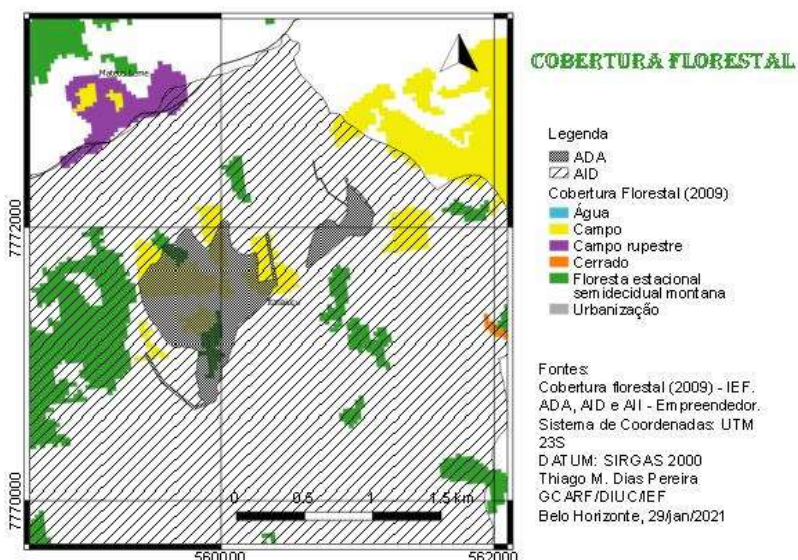 COBERTURA FLORESTAL
Mateus Leme
7772000
7770000
0 0,5 1 1,5 km
560000
562000
Legenda
ADA
AID
Cobertura Florestal (2009)
Água
Campo
Campo rupestre
Cerrado
Floresta estacional
semidecidual montana
Urbanização
Fontes:
Cobertura florestal (2009) - IEF.
ADA, AID e AII - Empreendedor.
Sistema de Coordenadas: UTM
23S
DATUM: SIRGAS 2000
Thiago M. Dias Pereira
GCARF/DIUC/IEF
Belo Horizonte, 29/jan/2021